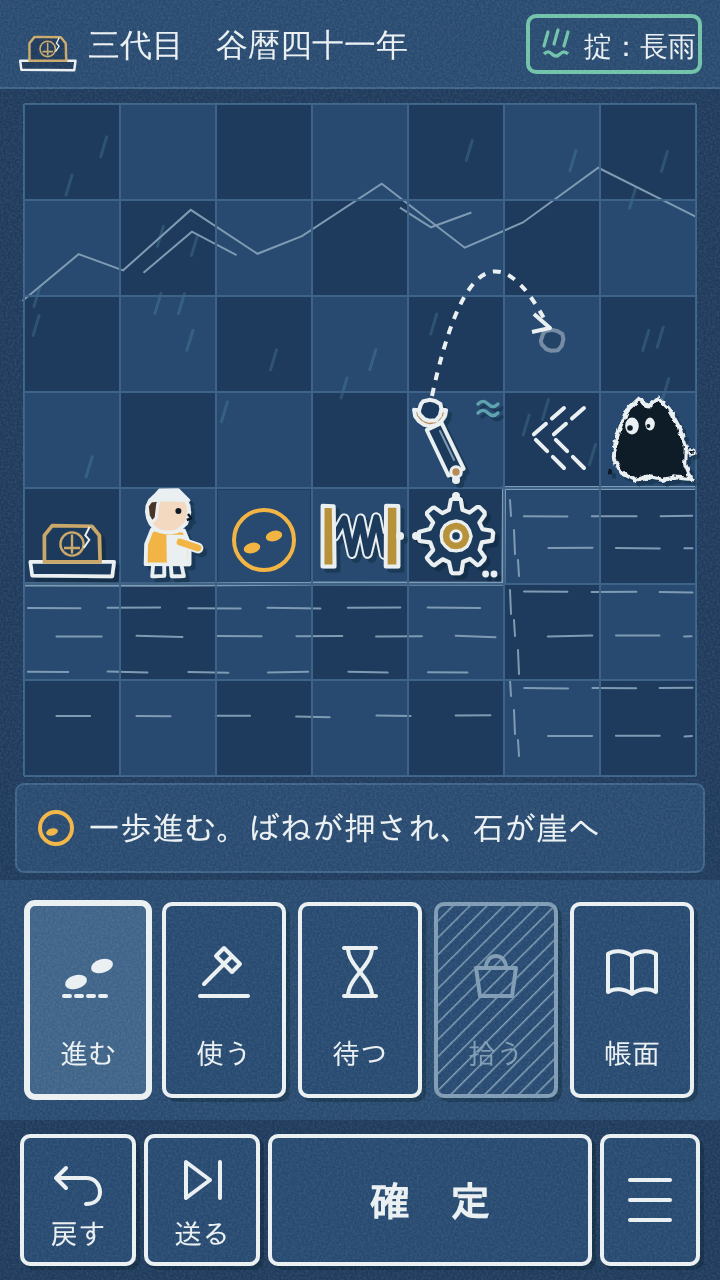 三代目　谷暦四十一年
掟：長雨
一歩進む。ばねが押され、石が崖へ
進む
使う
待つ
拾う
帳面
戻す
送る
確　定